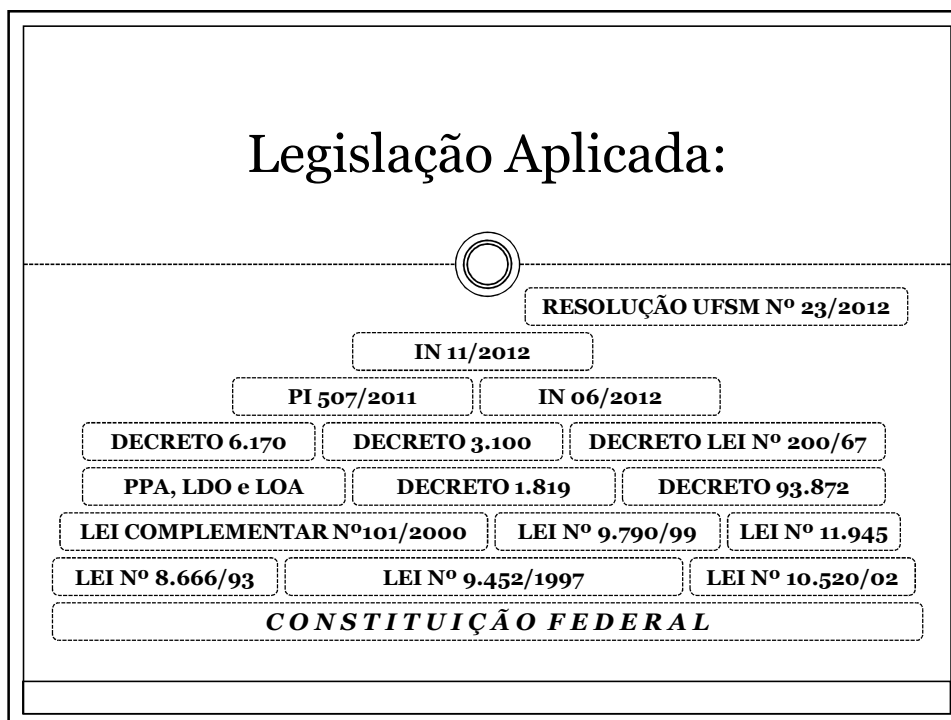 Legislação Aplicada:
RESOLUÇÃO UFSM Nº 23/2012
IN 11/2012
PI 507/2011 IN 06/2012
DECRETO 6.170 DECRETO 3.100 DECRETO LEI Nº 200/67
PPA, LDO e LOA DECRETO 1.819 DECRETO 93.872
LEI COMPLEMENTAR Nº101/2000 LEI Nº 9.790/99 LEI Nº 11.945
LEI Nº 8.666/93 LEI Nº 9.452/1997 LEI Nº 10.520/02
CONSTITUIÇÃO FEDERAL